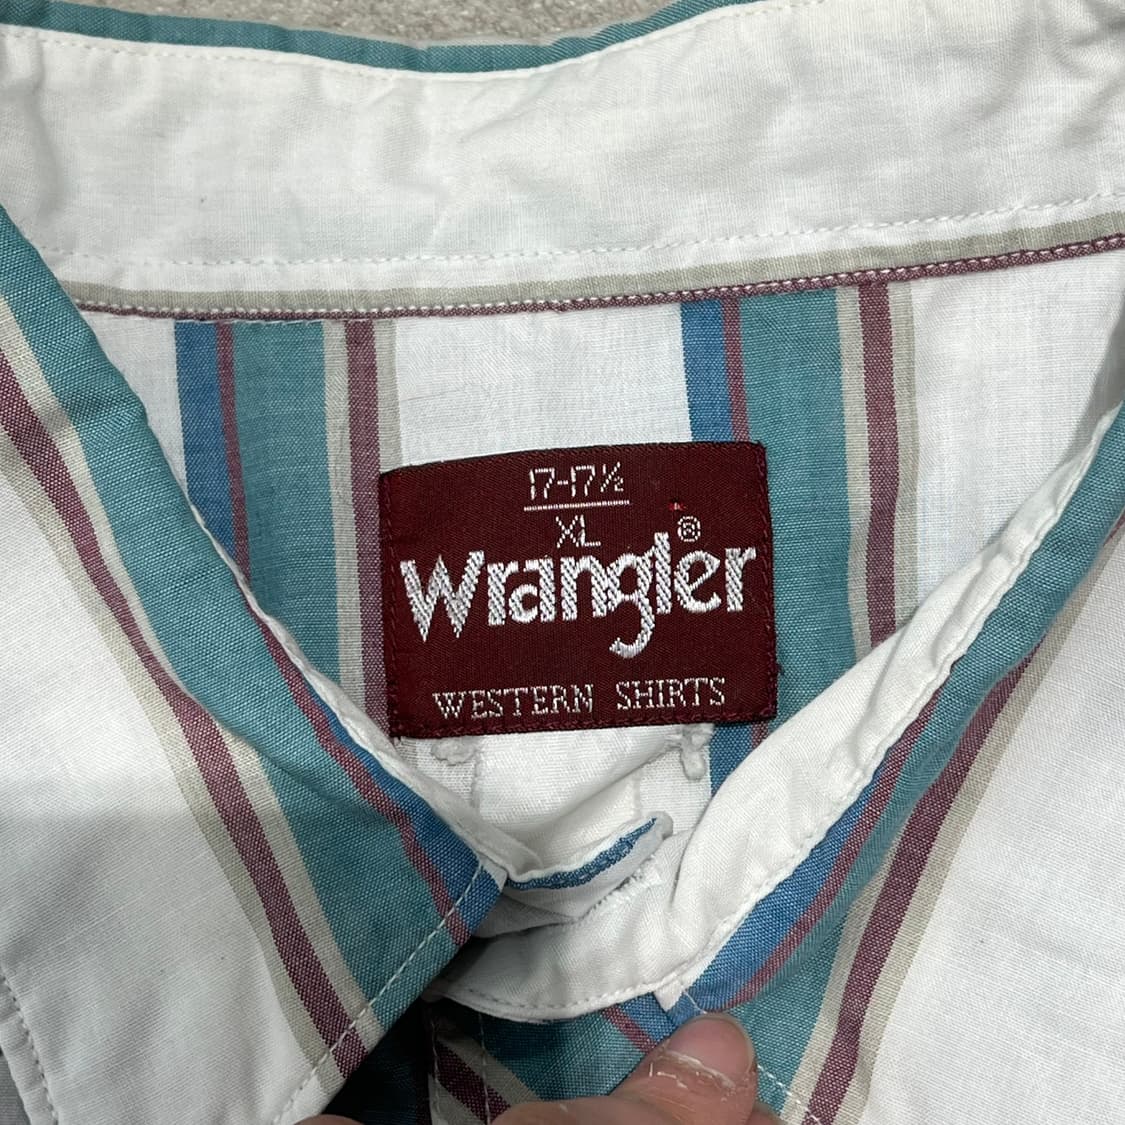 17-17½
XL
Wrangler®
WESTERN SHIRTS